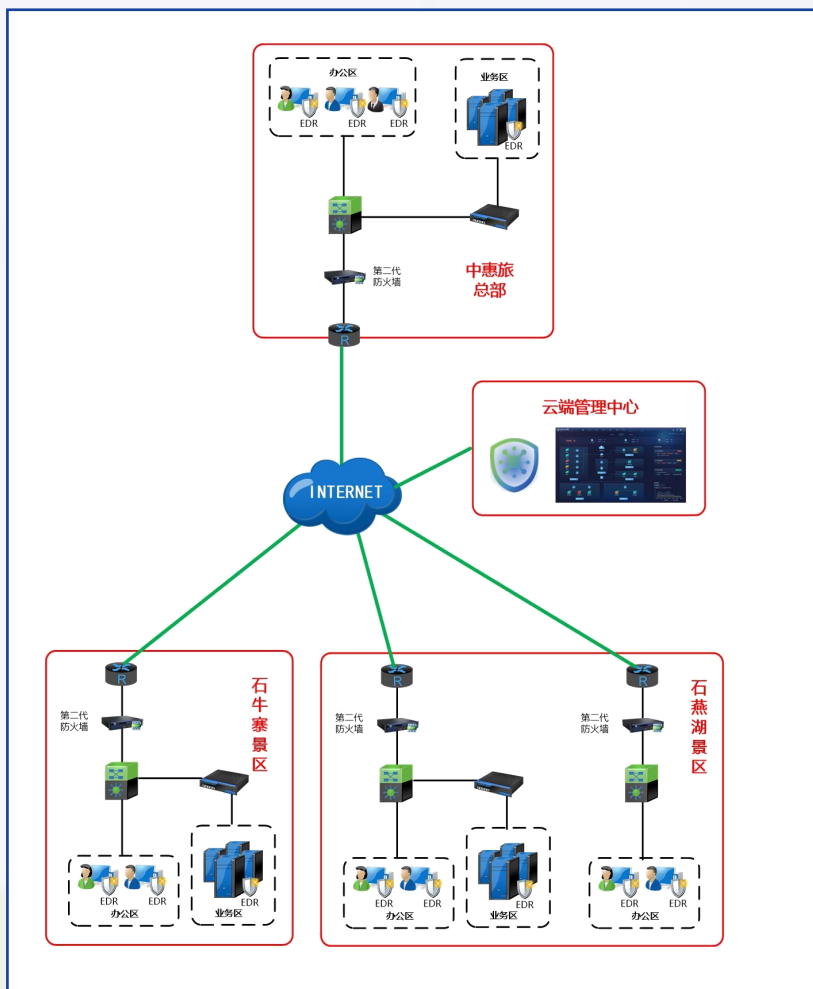 办公区
EDR
EDR
EDR
业务区
EDR
第二代
防火墙
中惠旅
总部
R
云端管理中心
INTERNET
R
第二代
防火墙
石牛寨景区
EDR
EDR
办公区
EDR
业务区
R
第二代
防火墙
EDR
EDR
办公区
EDR
业务区
R
第二代
防火墙
石燕湖景区
EDR
EDR
办公区